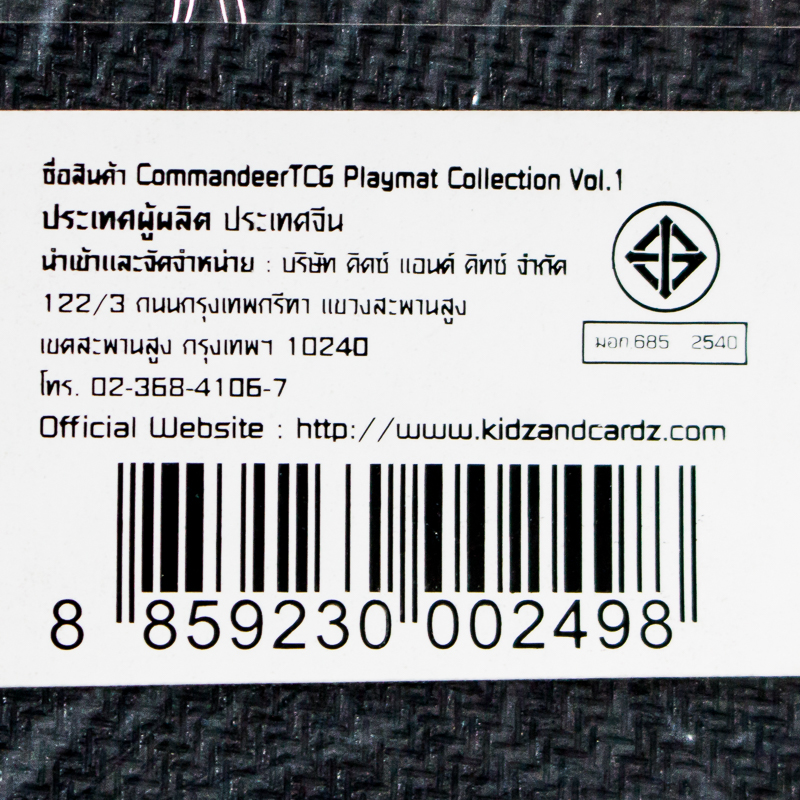 ชื่อสินค้า CommandeerTCG Playmat Collection Vol.1
ประเทศผู้ผลิต ประเทศจีน
นำเข้าและจัดจำหน่าย : บริษัท คิดซ์ แอนด์ คิทซ์ จำกัด
122/3 ถนนกรุงเทพกรีทา แขวงสะพานสูง
เขตสะพานสูง กรุงเทพฯ 10240
โทร. 02-368-4106-7
มอก 685 2540
Official Website : http://www.kidzandcardz.com
8 859230 002498